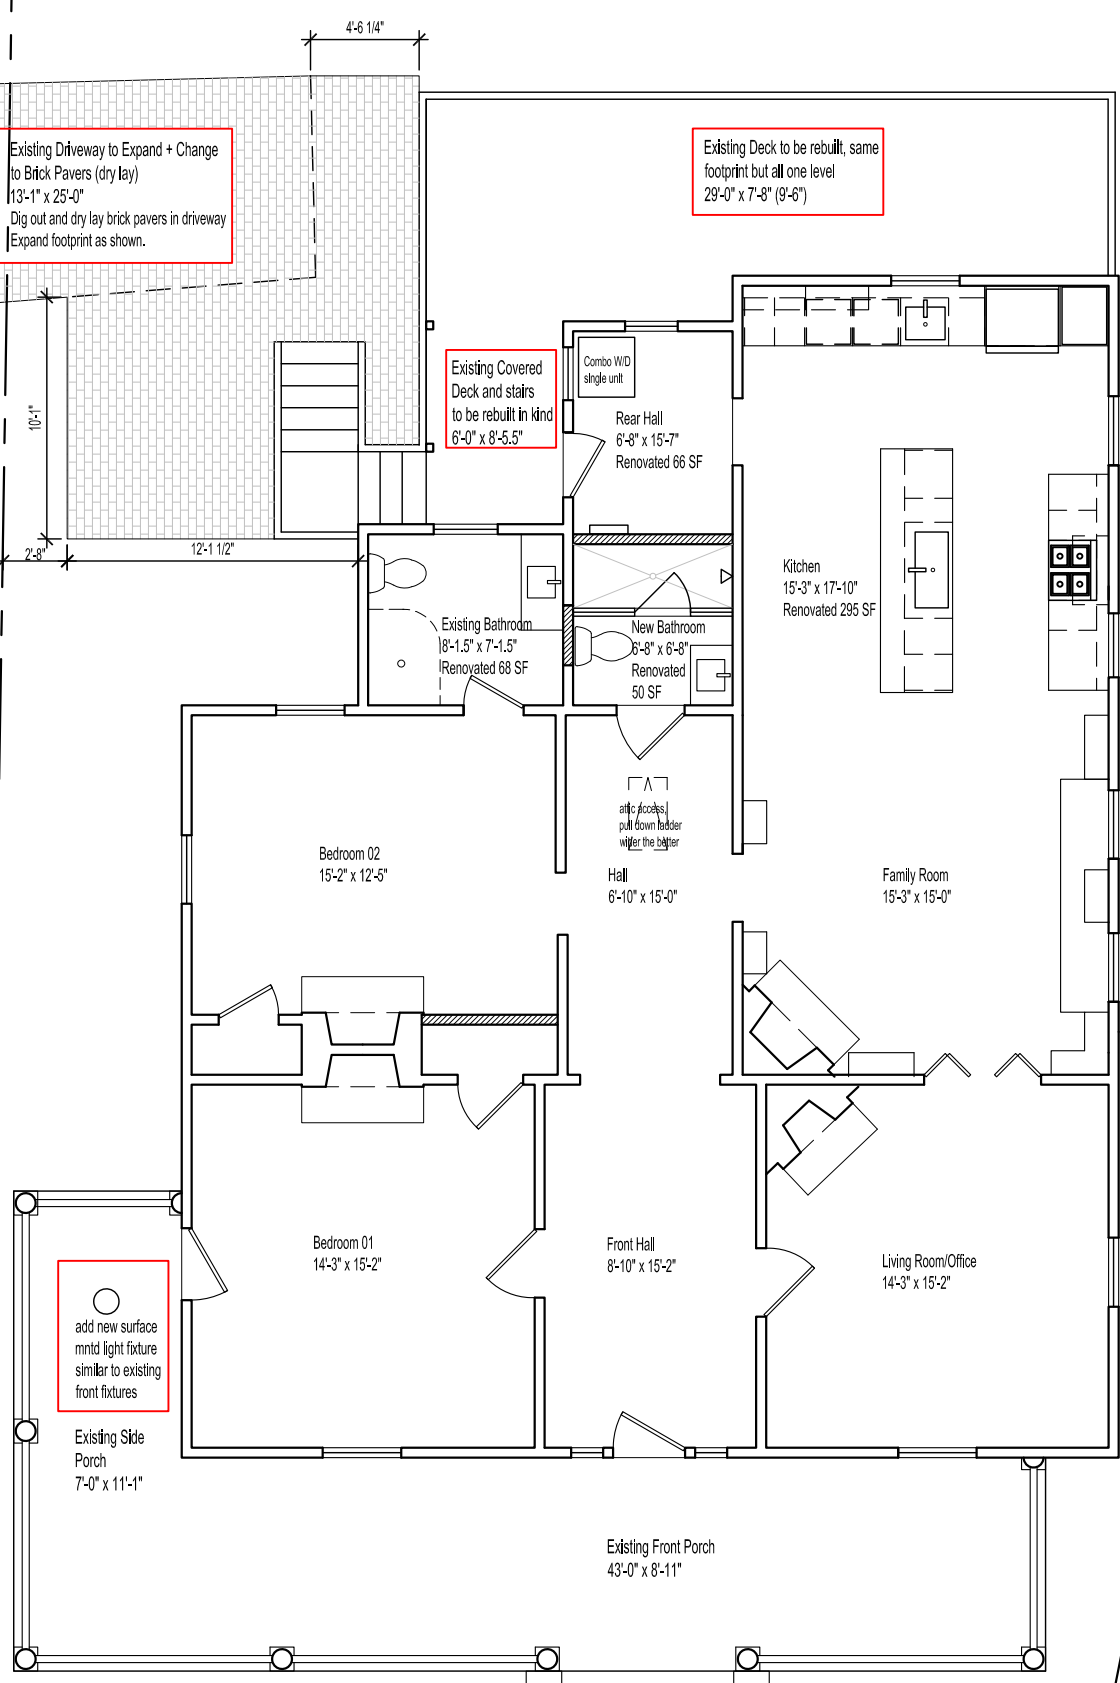 4'-6 1/4"
Existing Driveway to Expand + Change
to Brick Pavers (dry lay)
13'-1" x 25'-0"
Dig out and dry lay brick pavers in driveway
Expand footprint as shown.
Existing Deck to be rebuilt, same
footprint but all one level
29'-0" x 7'-8" (9'-6")
Existing Covered
Deck and stairs
to be rebuilt in kind
6'-0" x 8'-5.5"
Combo W/D
single unit
Rear Hall
6'-8" x 15'-7"
Renovated 66 SF
10'-1"
2'-8"
12'-1 1/2"
Kitchen
15'-3" x 17'-10"
Renovated 295 SF
Existing Bathroom
8'-1.5" x 7'-1.5"
Renovated 68 SF
New Bathroom
6'-8" x 6'-8"
Renovated
50 SF
attic access,
pull down ladder
wider the better
Bedroom 02
15'-2" x 12'-5"
Hall
6'-10" x 15'-0"
Family Room
15'-3" x 15'-0"
Bedroom 01
14'-3" x 15'-2"
Front Hall
8'-10" x 15'-2"
Living Room/Office
14'-3" x 15'-2"
add new surface
mntd light fixture
similar to existing
front fixtures
Existing Side
Porch
7'-0" x 11'-1"
Existing Front Porch
43'-0" x 8'-11"